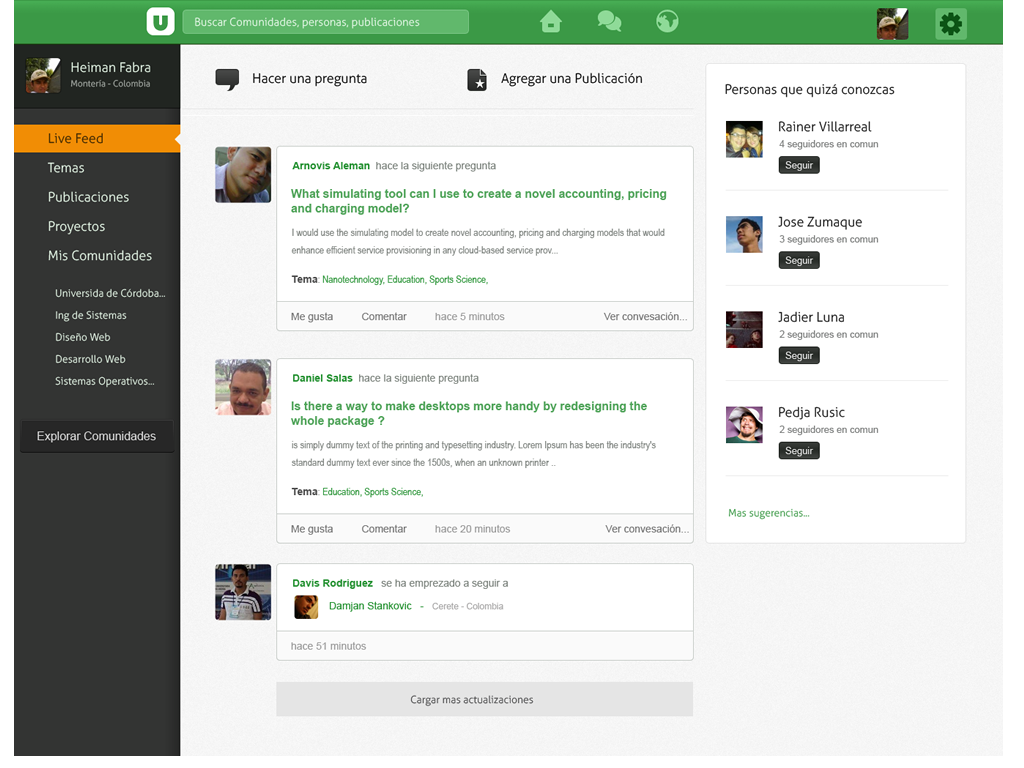 U
Buscar Comunidades, personas, publicaciones
Heiman Fabra
Montería - Colombia
Live Feed
Temas
Publicaciones
Proyectos
Mis Comunidades
Universida de Córdoba...
Ing de Sistemas
Diseño Web
Desarrollo Web
Sistemas Operativos...
Explorar Comunidades
Hacer una pregunta
Agregar una Publicación
Arnovis Aleman hace la siguiente pregunta
What simulating tool can I use to create a novel accounting, pricing
and charging model?
I would use the simulating model to create novel accounting, pricing and charging models that would
enhance efficient service provisioning in any cloud-based service prov...
Tema: Nanotechnology, Education, Sports Science,
Me gusta Comentar hace 5 minutos Ver convesación...
Daniel Salas hace la siguiente pregunta
Is there a way to make desktops more handy by redesigning the
whole package ?
is simply dummy text of the printing and typesetting industry. Lorem Ipsum has been the industry's
standard dummy text ever since the 1500s, when an unknown printer ..
Tema: Education, Sports Science,
Me gusta Comentar hace 20 minutos Ver convesación...
Davis Rodriguez se ha emprezado a seguir a
Damjan Stankovic - Cerete - Colombia
hace 51 minutos
Cargar mas actualizaciones
Personas que quizá conozcas
Rainer Villarreal
4 seguidores en comun
Seguir
Jose Zumaque
3 seguidores en comun
Seguir
Jadier Luna
2 seguidores en comun
Seguir
Pedja Rusic
2 seguidores en comun
Seguir
Mas sugerencias...